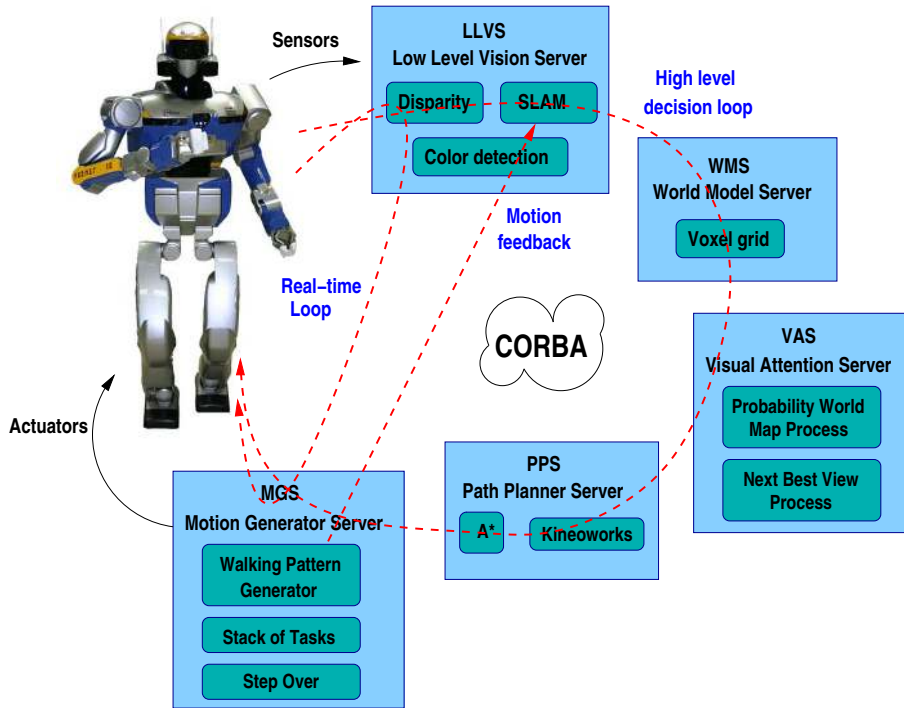 Sensors
LLVS
Low Level Vision Server
Disparity
SLAM
Color detection
High level
decision loop
WMS
World Model Server
Voxel grid
Motion
feedback
Real-time
Loop
CORBA
VAS
Visual Attention Server
Probability World
Map Process
Next Best View
Process
Actuators
PPS
Path Planner Server
A*
Kineoworks
MGS
Motion Generator Server
Walking Pattern
Generator
Stack of Tasks
Step Over